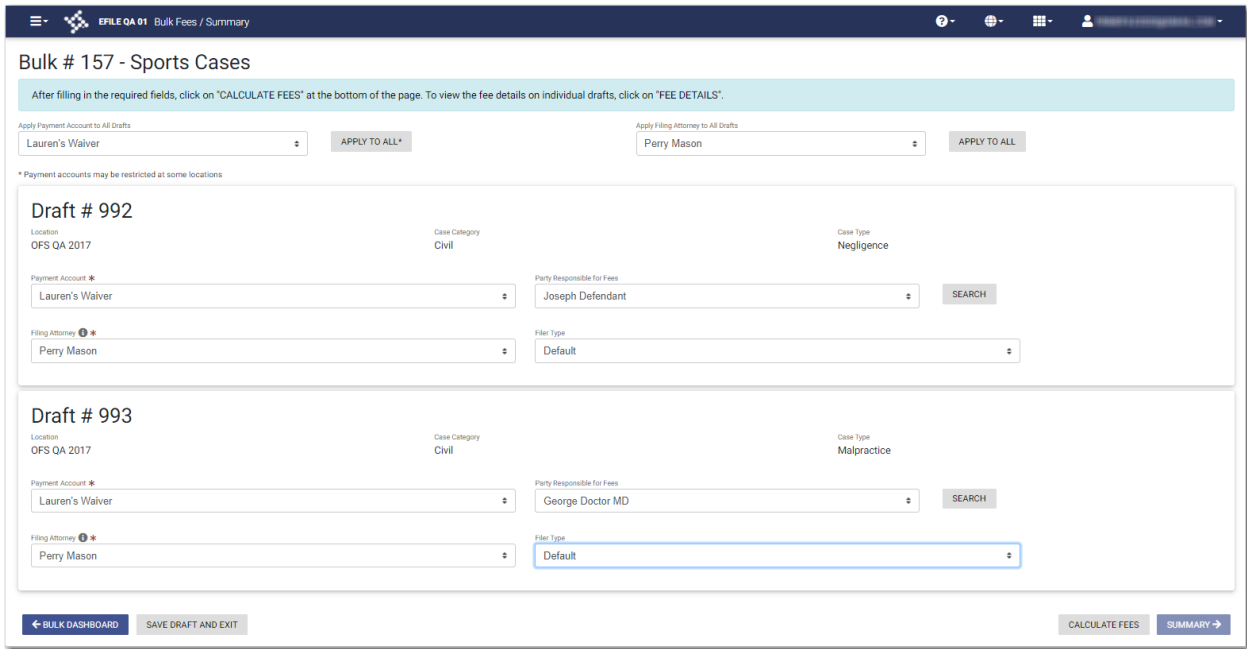 EFILE QA 01 Bulk Fees / Summary
Bulk # 157 - Sports Cases
After filling in the required fields, click on "CALCULATE FEES" at the bottom of the page. To view the fee details on individual drafts, click on "FEE DETAILS".
Apply Payment Account to All Drafts Apply Filing Attorney to All Drafts
Lauren's Waiver APPLY TO ALL* Perry Mason APPLY TO ALL
* Payment accounts may be restricted at some locations
Draft # 992
Location Case Category Case Type
OFS QA 2017 Civil Negligence
Payment Account * Party Responsible for Fees
Lauren's Waiver Joseph Defendant SEARCH
Filing Attorney * Filer Type
Perry Mason Default
Draft # 993
Location Case Category Case Type
OFS QA 2017 Civil Malpractice
Payment Account * Party Responsible for Fees
Lauren's Waiver George Doctor MD SEARCH
Filing Attorney * Filer Type
Perry Mason Default
BULK DASHBOARD SAVE DRAFT AND EXIT CALCULATE FEES SUMMARY